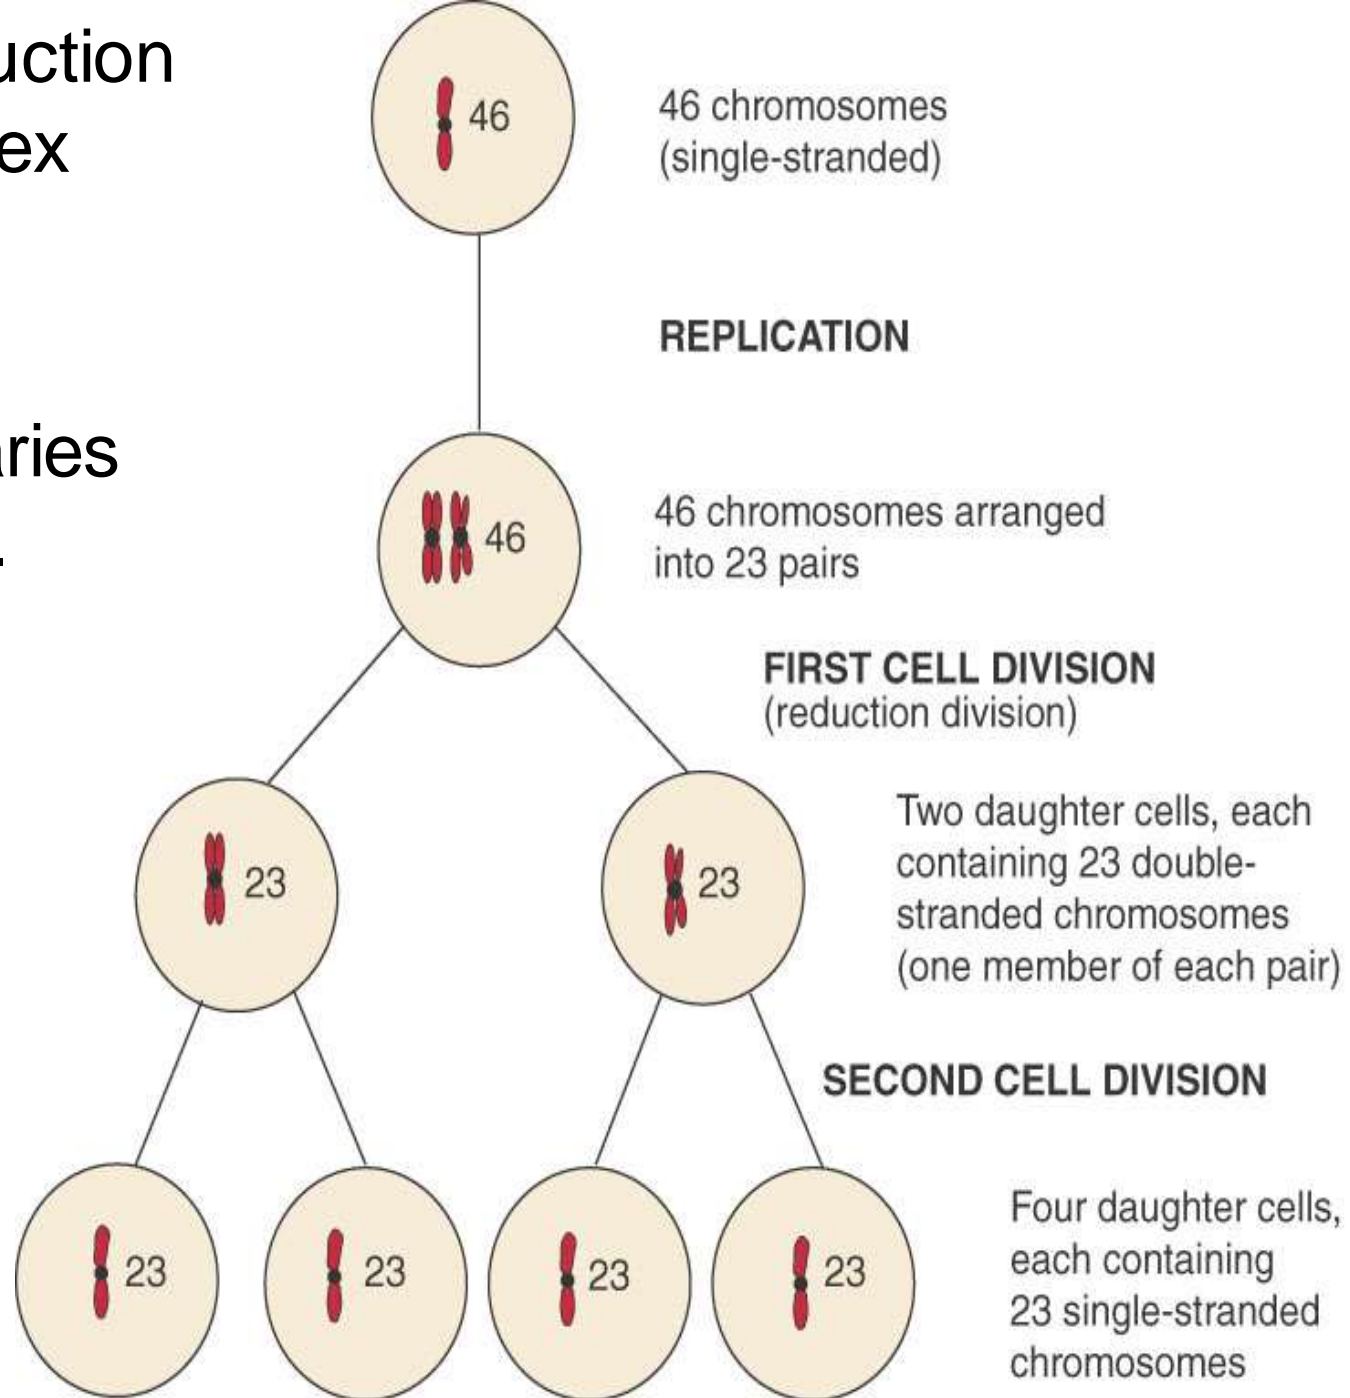 uction
ex
aries
.
46
46 chromosomes
(single-stranded)
REPLICATION
46
46 chromosomes arranged
into 23 pairs
FIRST CELL DIVISION
(reduction division)
23
23
Two daughter cells, each
containing 23 double-
stranded chromosomes
(one member of each pair)
SECOND CELL DIVISION
23
23
23
23
Four daughter cells,
each containing
23 single-stranded
chromosomes